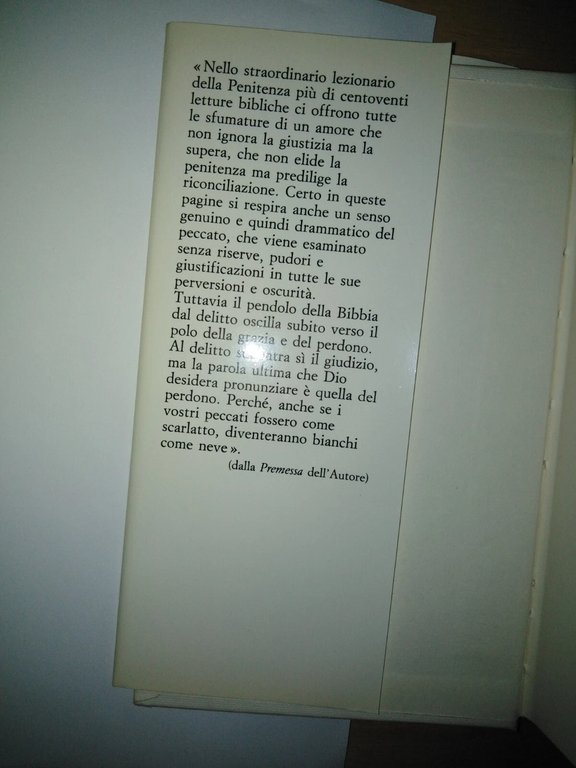 « Nello straordinario lezionario
della Penitenza più di centoventi
letture bibliche ci offrono tutte
le sfumature di un amore che
non ignora la giustizia ma la
supera, che non elide la
penitenza ma predilige la
riconciliazione. Certo in queste
pagine si respira anche un senso
genuino e quindi drammatico del
peccato, che viene esaminato
senza riserve, pudori e
giustificazioni in tutte le sue
perversioni e oscurità.
Tuttavia il pendolo della Bibbia
dal delitto oscilla subito verso il
polo della grazia e del perdono.
Al delitto sì il giudizio,
ma la parola ultima che Dio
desidera pronunziare è quella del
perdono. Perché, anche se i
vostri peccati fossero come
scarlatto, diventeranno bianchi
come neve ».
(dalla Premessa dell'Autore)